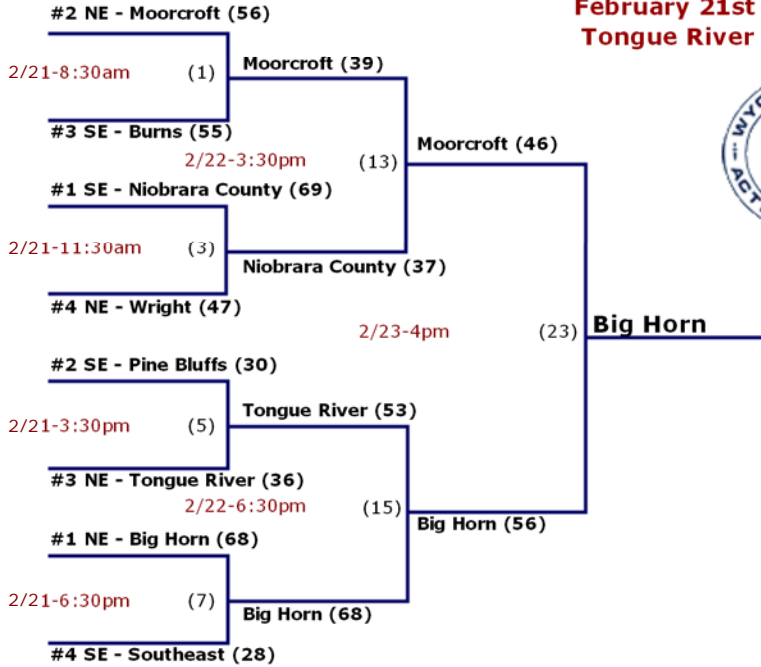 #2 NE - Moorcroft (56)
February 21st
Tongue River
2/21-8:30am
(1)
Moorcroft (39)
#3 SE - Burns (55)
2/22-3:30pm
(13)
Moorcroft (46)
#1 SE - Niobrara County (69)
2/21-11:30am
(3)
Niobrara County (37)
#4 NE - Wright (47)
2/23-4pm
(23)
Big Horn
#2 SE - Pine Bluffs (30)
2/21-3:30pm
(5)
Tongue River (53)
#3 NE - Tongue River (36)
2/22-6:30pm
(15)
Big Horn (56)
#1 NE - Big Horn (68)
2/21-6:30pm
(7)
Big Horn (68)
#4 SE - Southeast (28)